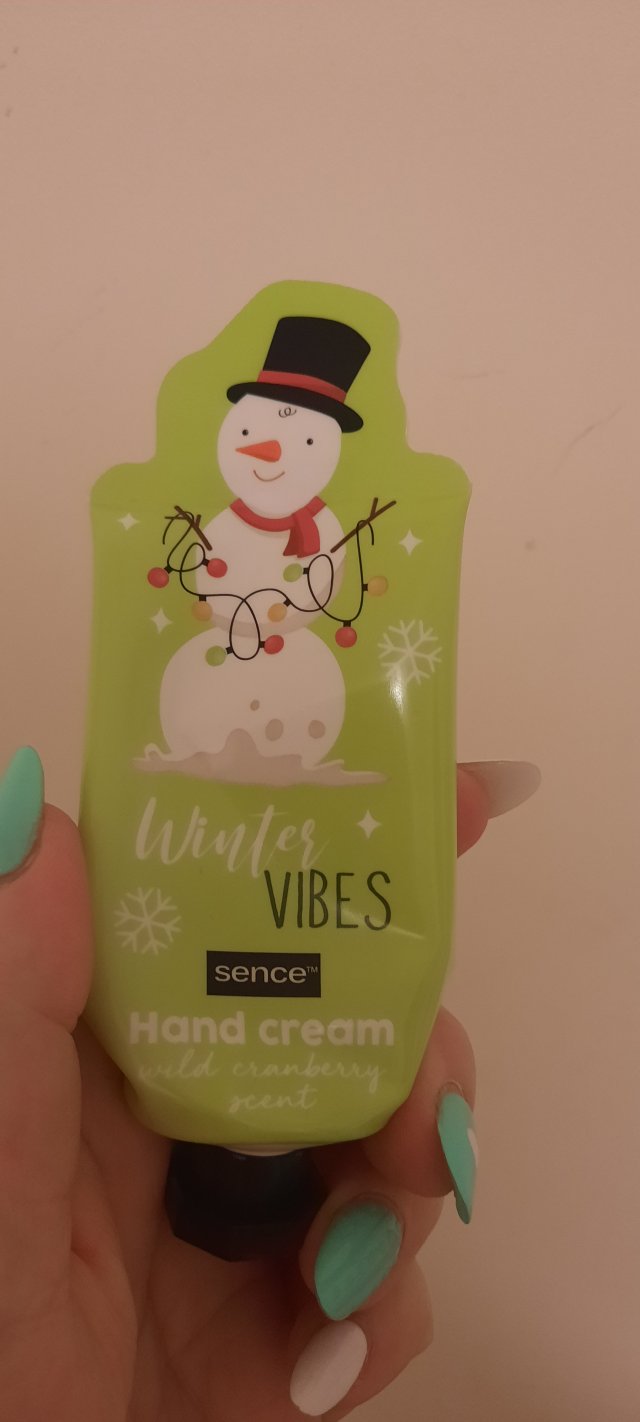 Winter
VIBES
sence™
Hand cream
wild cranberry
scent